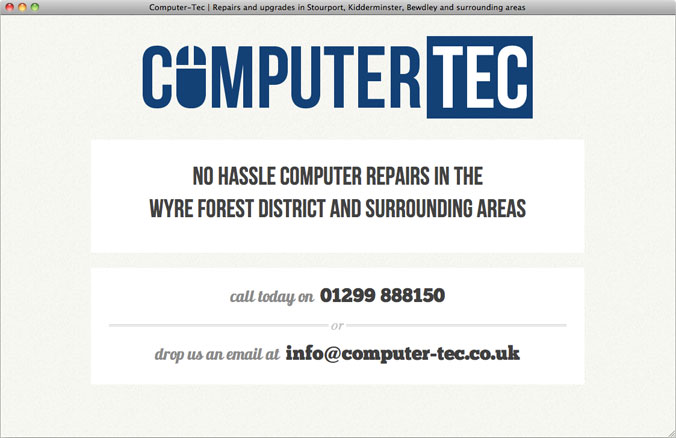 Computer-Tec | Repairs and upgrades in Stourport, Kidderminster, Bewdley and surrounding areas
COMPUTER TEC
NO HASSLE COMPUTER REPAIRS IN THE
WYRE FOREST DISTRICT AND SURROUNDING AREAS
call today on 01299 888150
or
drop us an email at info@computer-tec.co.uk